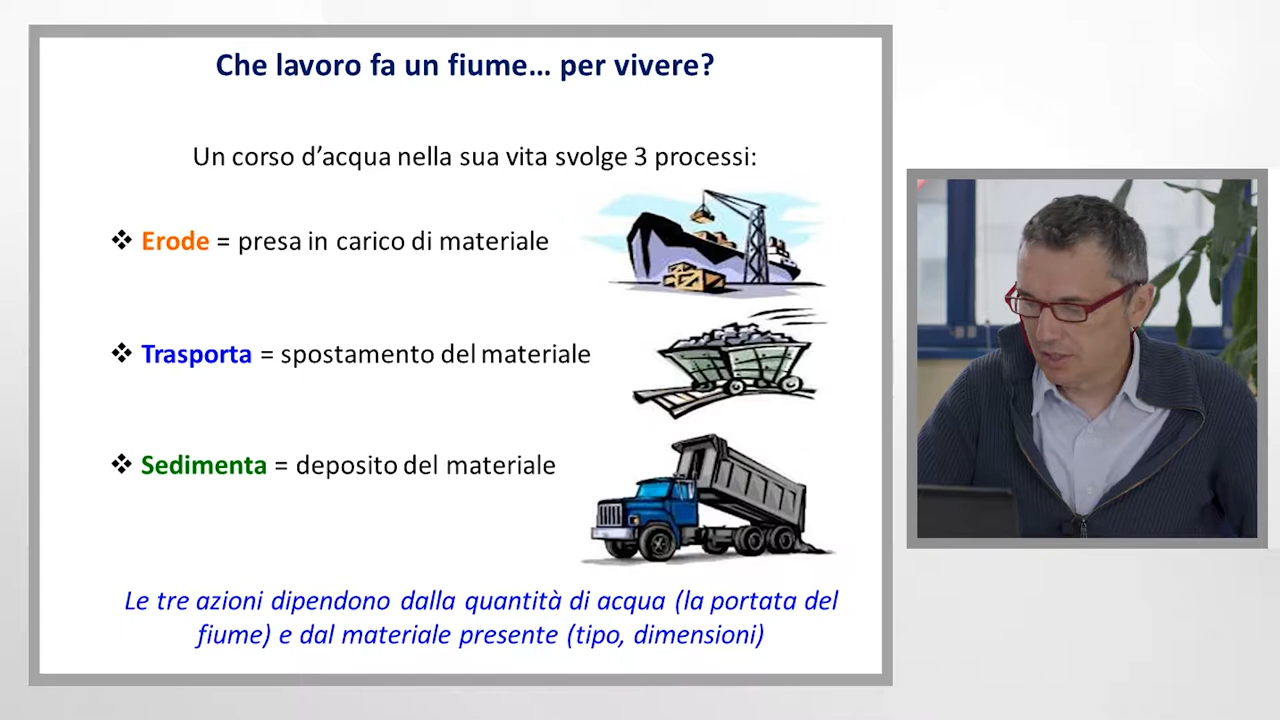 Che lavoro fa un fiume... per vivere?
Un corso d'acqua nella sua vita svolge 3 processi:
❖ Erode = presa in carico di materiale
❖ Trasporta = spostamento del materiale
❖ Sedimenta = deposito del materiale
Le tre azioni dipendono dalla quantità di acqua (la portata del
fiume) e dal materiale presente (tipo, dimensioni)